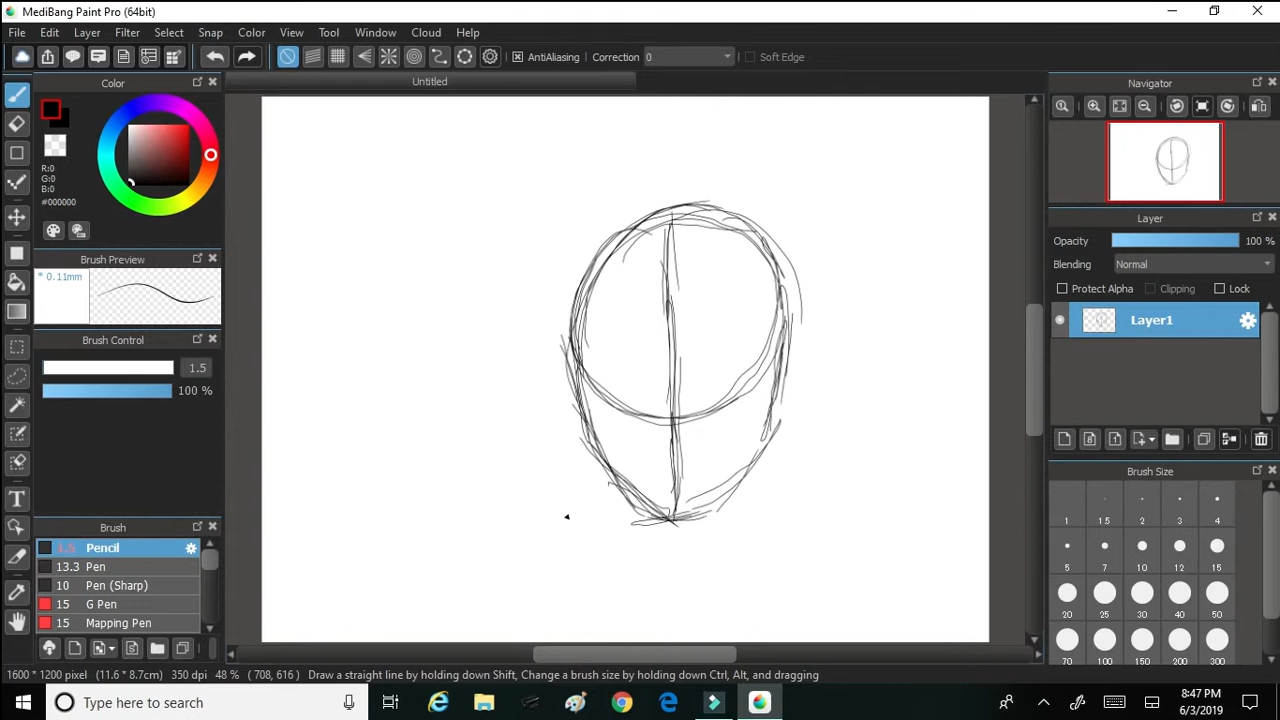 MediBang Paint Pro (64bit)
File Edit View Layer Filter Select Snap Color View Tool Window Cloud Help
AntiAliasing Correction 0 Soft Edge
Untitled
Color
R:0
G:0
B:0
#000000
Brush Preview
* 0.11mm
Brush Control
1.5
100 %
Brush
1.5 Pencil
13.3 Pen
10 Pen (Sharp)
15 G Pen
15 Mapping Pen
Navigator
Layer
Opacity 100 %
Blending Normal
Protect Alpha Clipping Lock
Layer1
Brush Size
1 1.5 2 3 4
5 7 10 12 15
20 25 30 40 50
70 100 150 200 300
1600 * 1200 pixel (11.6 * 8.7cm) 350 dpi 48 % ( 708, 616 ) Draw a straight line by holding down Shift, Change a brush size by holding down Ctrl, Alt, and dragging
Type here to search
8:47 PM
6/3/2019